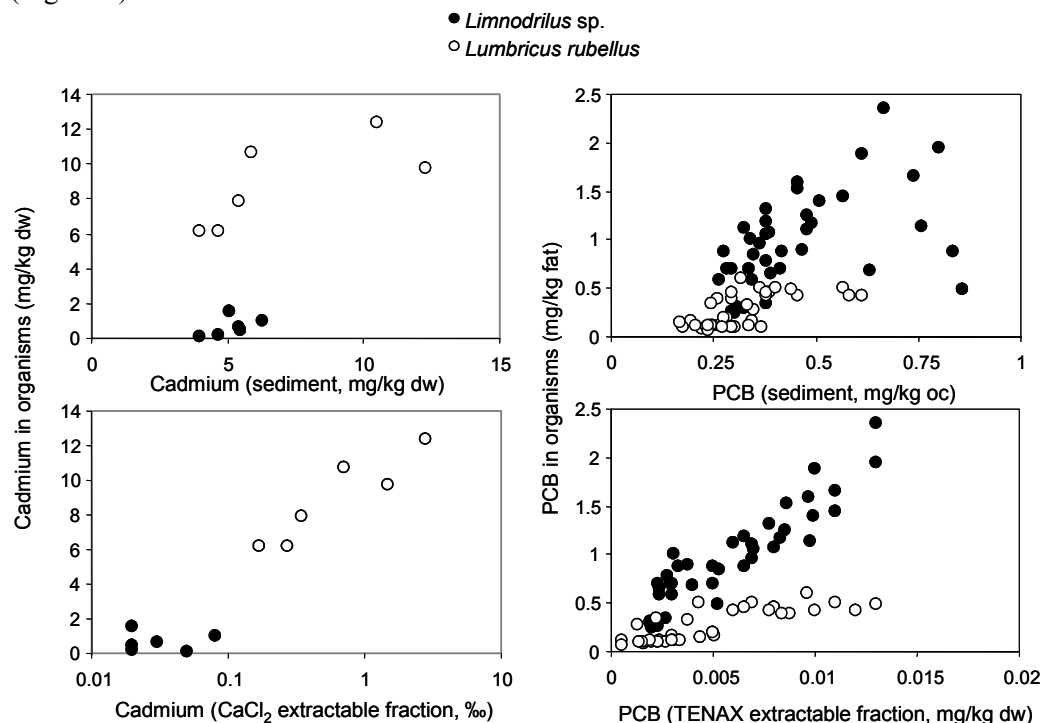 Limnodrilus sp.
Lumbricus rubellus
Cadmium in organisms (mg/kg dw)
14
12
10
8
6
4
2
0
0 5 10 15
Cadmium (sediment, mg/kg dw)
PCB in organisms (mg/kg fat)
2.5
2
1.5
1
0.5
0
0 0.25 0.5 0.75 1
PCB (sediment, mg/kg oc)
14
12
10
8
6
4
2
0
0.01 0.1 1 10
Cadmium (CaCl₂ extractable fraction, ‰)
2.5
2
1.5
1
0.5
0
0 0.005 0.01 0.015 0.02
PCB (TENAX extractable fraction, mg/kg dw)